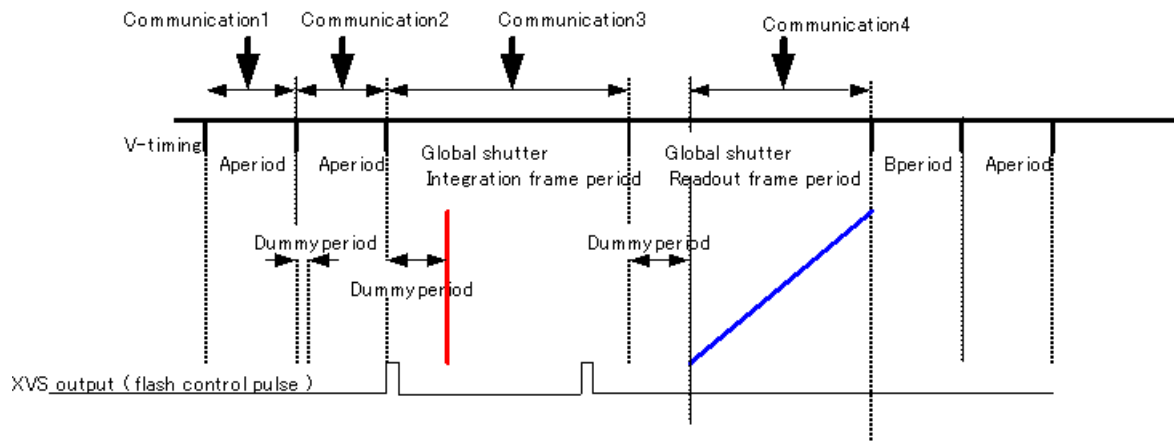 Communication1
Communication2
Communication3
Communication4
V-timing
Aperiod
Aperiod
Global shutter
Integration frame period
Global shutter
Readout frame period
Bperiod
Aperiod
Dummyperiod
Dummyperiod
Dummyperiod
XVS output ( flash control pulse )